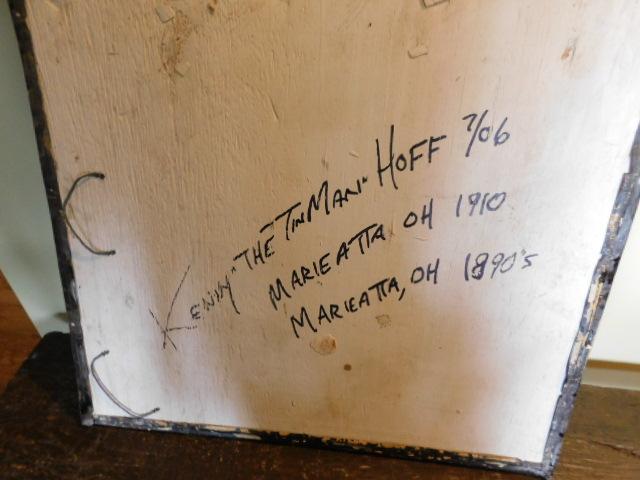 KENNY "THE TIN MAN" HOFF 7/06
MARIEATTA OH 1910
MARIEATTA, OH 1890's